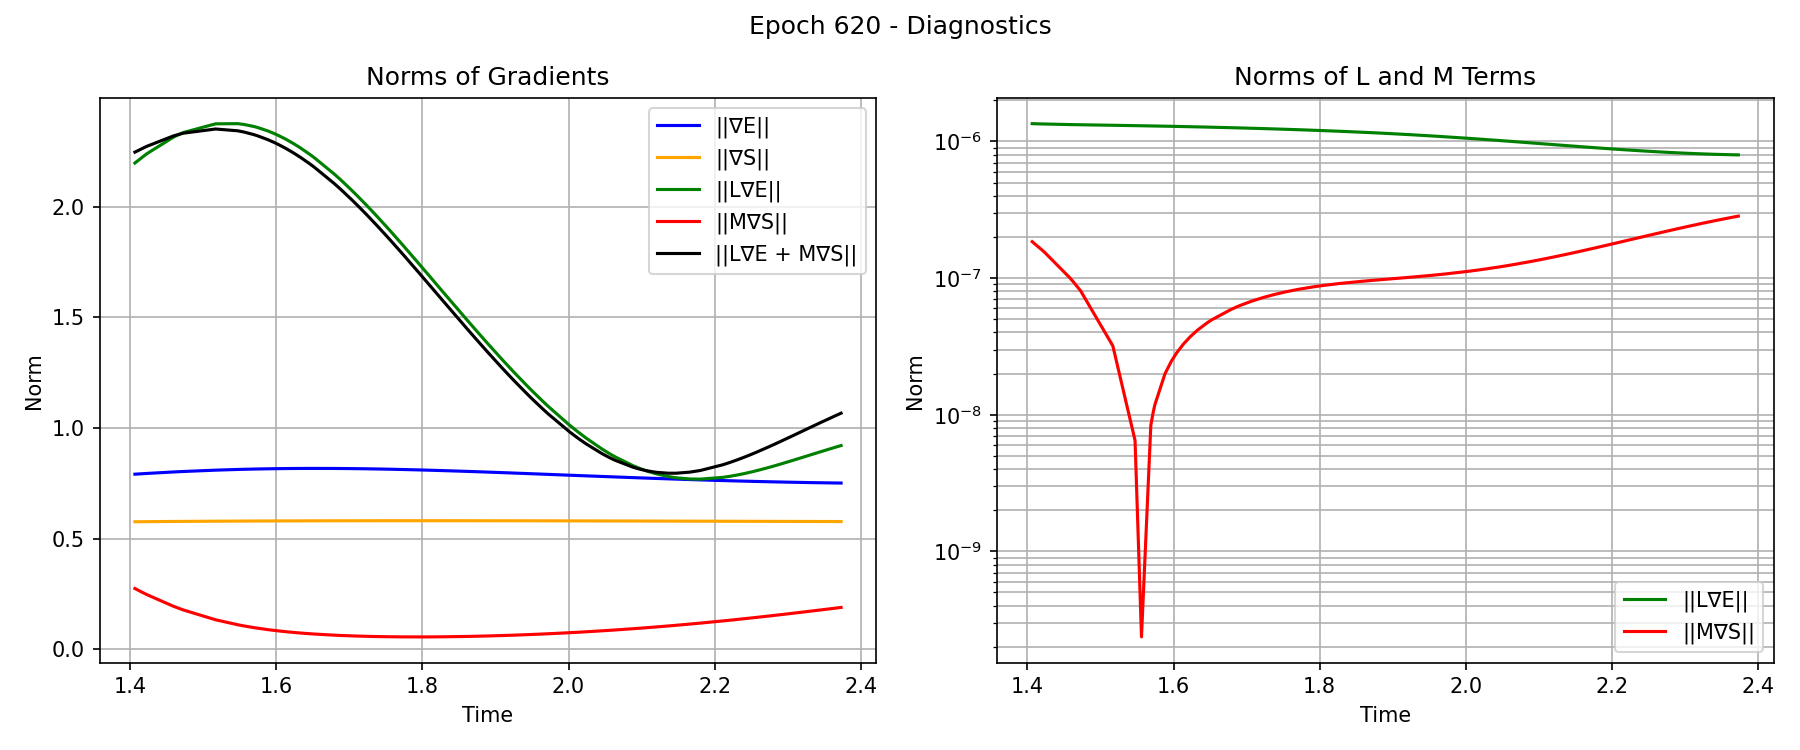 Epoch 620 - Diagnostics
Norms of Gradients
Norm
2.0
1.5
1.0
0.5
0.0
||∇E||
||∇S||
||L∇E||
||M∇S||
||L∇E + M∇S||
1.4 1.6 1.8 2.0 2.2 2.4
Time
Norms of L and M Terms
Norm
10⁻⁶
10⁻⁷
10⁻⁸
10⁻⁹
||L∇E||
||M∇S||
1.4 1.6 1.8 2.0 2.2 2.4
Time